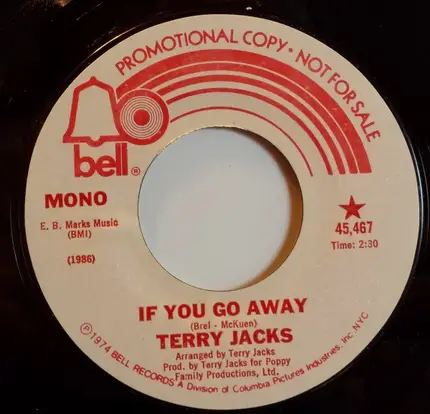 PROMOTIONAL COPY • NOT FOR SALE
bell®
MONO
E. B. Marks Music
(BMI)
(1986)
★
45,467
Time: 2:30
IF YOU GO AWAY
(Brel - McKuen)
TERRY JACKS
Arranged by Terry Jacks
Prod. by Terry Jacks for Poppy
Family Productions, Ltd.
Ⓟ1974 BELL RECORDS A Division of Columbia Pictures Industries, Inc. NYC